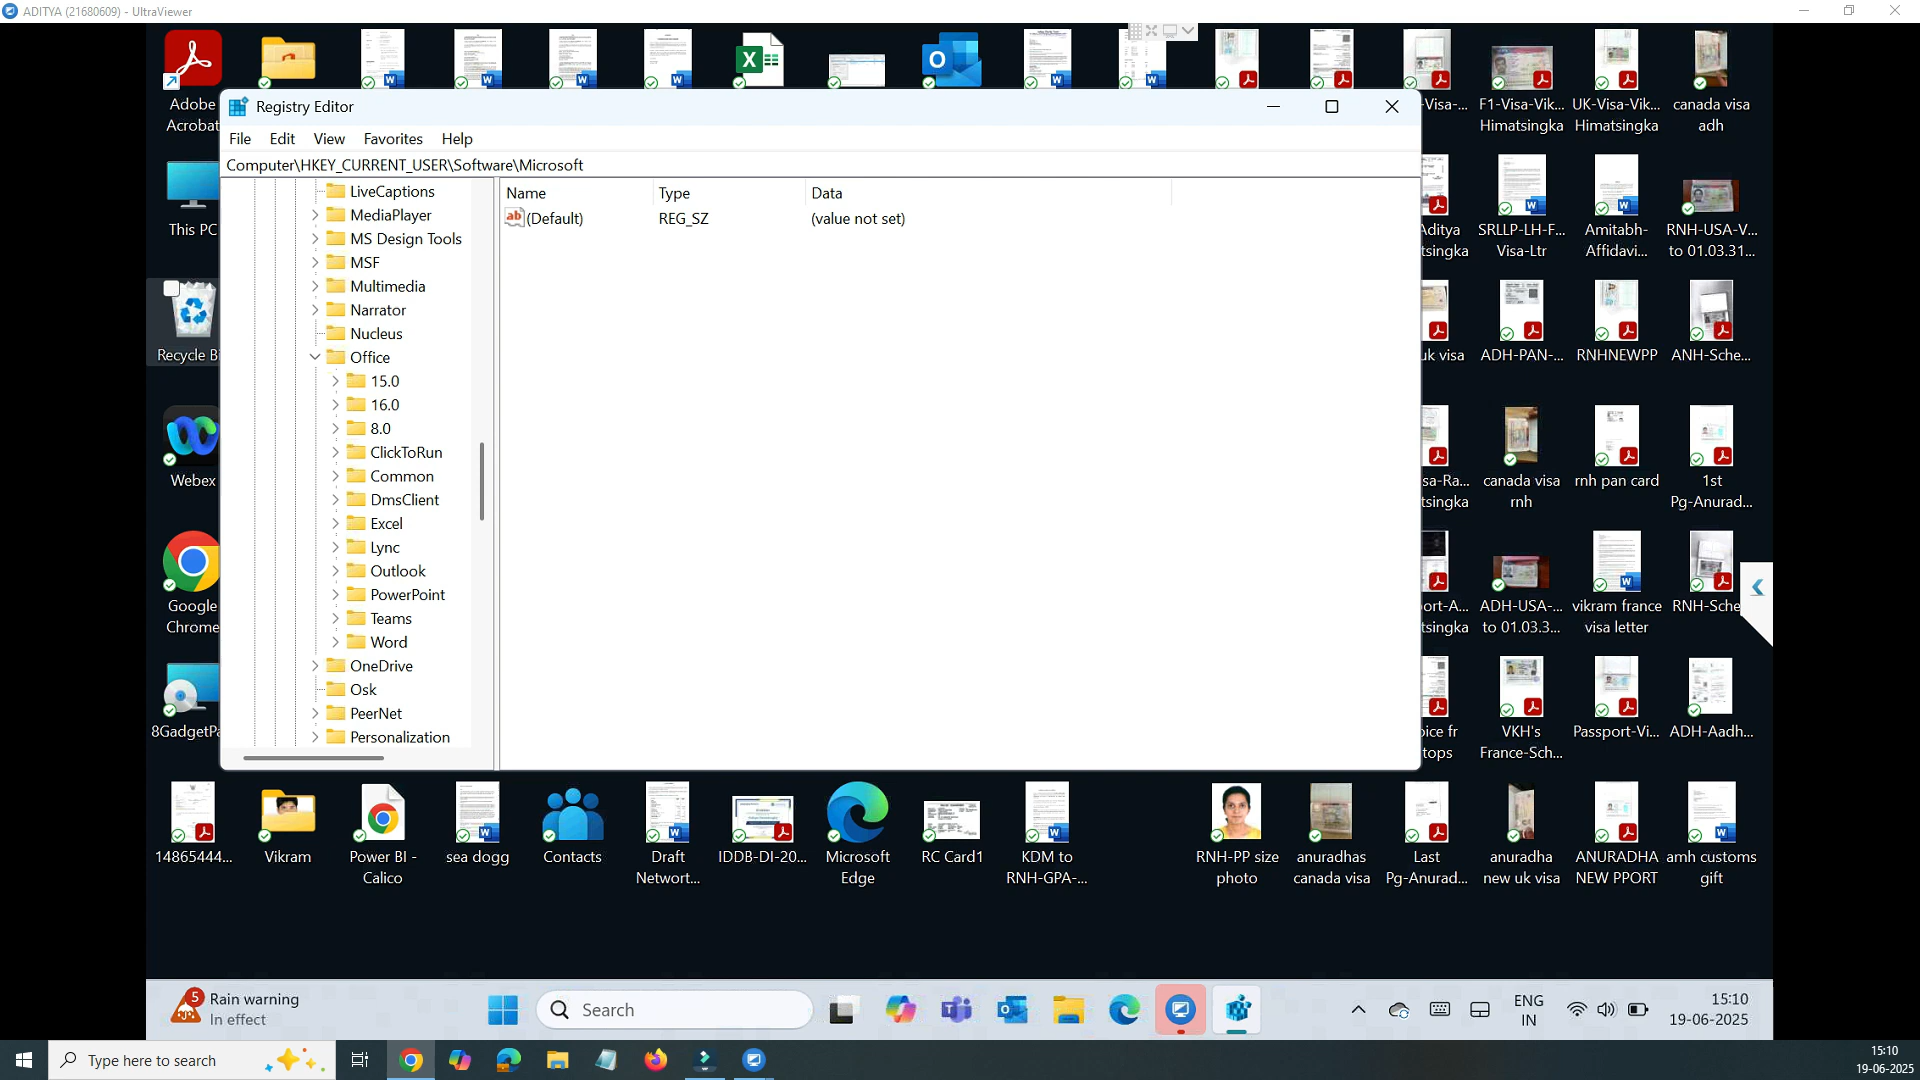 ADITYA (21680609) - UltraViewer
Adobe
Acrobat
This PC
Recycle Bi
Webex
Google
Chrome
8GadgetPa
Registry Editor
File Edit View Favorites Help
Computer\HKEY_CURRENT_USER\Software\Microsoft
LiveCaptions
MediaPlayer
MS Design Tools
MSF
Multimedia
Narrator
Nucleus
Office
15.0
16.0
8.0
ClickToRun
Common
DmsClient
Excel
Lync
Outlook
PowerPoint
Teams
Word
OneDrive
Osk
PeerNet
Personalization
Name Type Data
(Default) REG_SZ (value not set)
-Visa-...
F1-Visa-Vik...
Himatsingka
UK-Visa-Vik...
Himatsingka
canada visa
adh
Aditya
tsingka
SRLLP-LH-F...
Visa-Ltr
Amitabh-
Affidavi...
RNH-USA-V...
to 01.03.31...
uk visa
ADH-PAN-...
RNHNEWPP
ANH-Sche...
sa-Ra...
tsingka
canada visa
rnh
rnh pan card
1st
Pg-Anurad...
ort-A...
tsingka
ADH-USA-...
to 01.03.3...
vikram france
visa letter
RNH-Sche
oice fr
tops
VKH's
France-Sch...
Passport-Vi...
ADH-Aadh...
14865444...
Vikram
Power BI -
Calico
sea dogg
Contacts
Draft
Networt...
IDDB-DI-20...
Microsoft
Edge
RC Card1
KDM to
RNH-GPA-...
RNH-PP size
photo
anuradhas
canada visa
Last
Pg-Anurad...
anuradha
new uk visa
ANURADHA
NEW PPORT
amh customs
gift
5
Rain warning
In effect
Search
ENG
IN
15:10
19-06-2025
Type here to search
15:10
19-06-2025